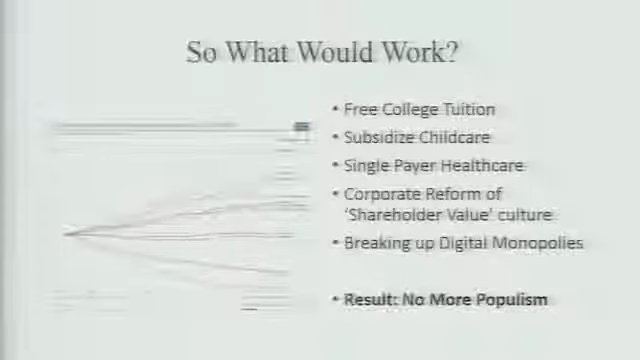 So What Would Work?
• Free College Tuition
• Subsidize Childcare
• Single Payer Healthcare
• Corporate Reform of
'Shareholder Value' culture
• Breaking up Digital Monopolies
• Result: No More Populism